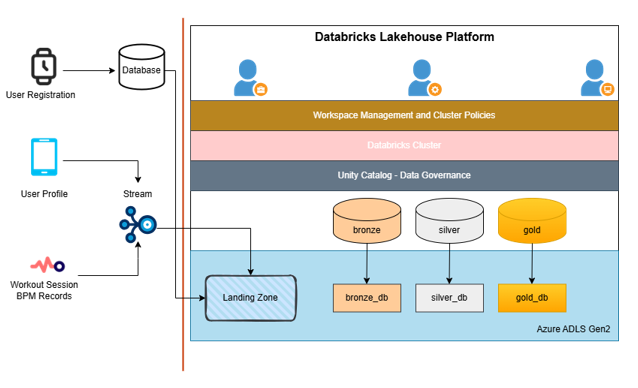 Databricks Lakehouse Platform
Database
User Registration
Workspace Management and Cluster Policies
Databricks Cluster
Unity Catalog - Data Governance
User Profile
Stream
bronze
silver
gold
Workout Session
BPM Records
Landing Zone
bronze_db
silver_db
gold_db
Azure ADLS Gen2